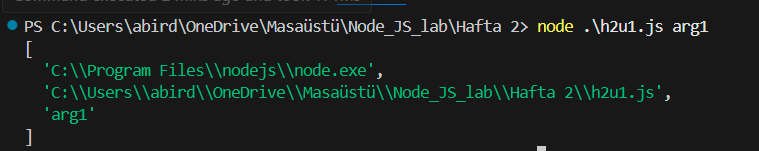 PS C:\Users\abird\OneDrive\Masaüstü\Node_JS_lab\Hafta 2> node .\h2u1.js arg1
[
  'C:\\Program Files\\nodejs\\node.exe',
  'C:\\Users\\abird\\OneDrive\\Masaüstü\\Node_JS_lab\\Hafta 2\\h2u1.js',
  'arg1'
]